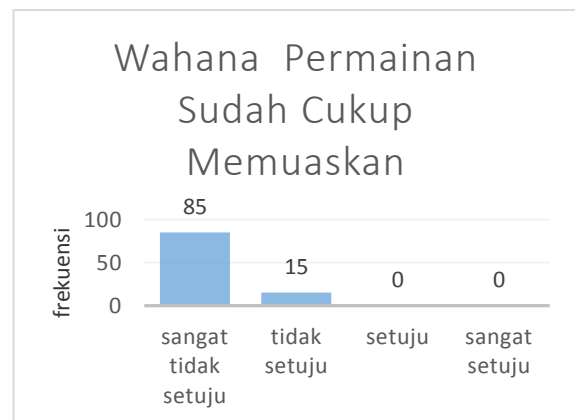 Wahana Permainan
Sudah Cukup
Memuaskan
frekuensi
100
50
0
85
15
0
0
sangat
tidak
setuju
tidak
setuju
setuju
sangat
setuju